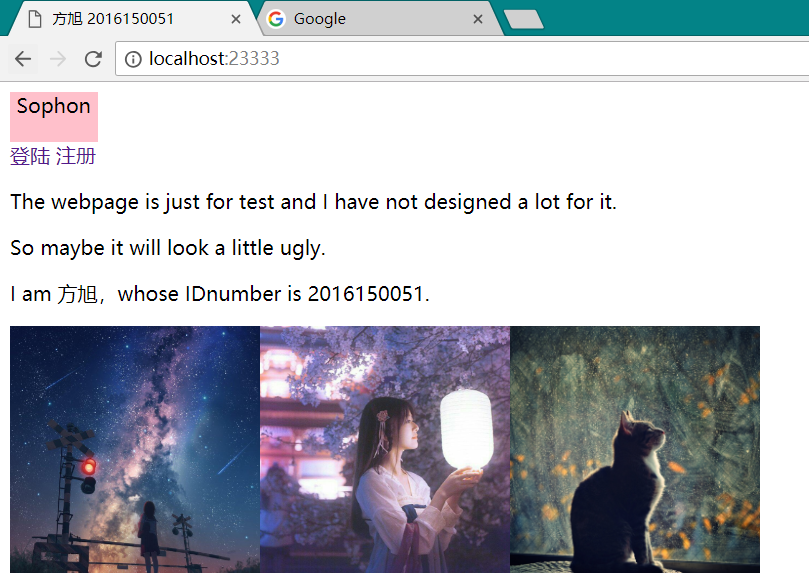 方旭 2016150051
Google
localhost:23333
Sophon
登陆 注册
The webpage is just for test and I have not designed a lot for it.
So maybe it will look a little ugly.
I am 方旭，whose IDnumber is 2016150051.